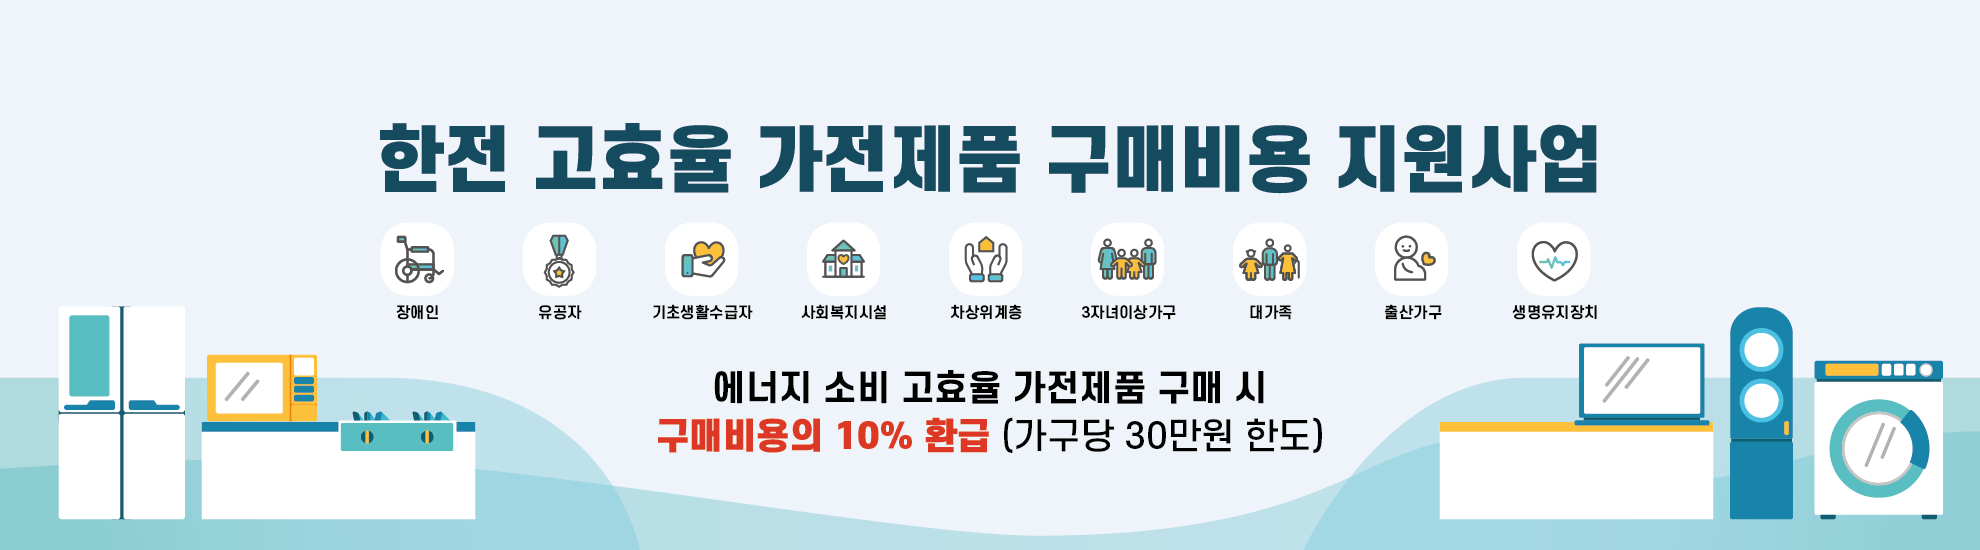 한전 고효율 가전제품 구매비용 지원사업
장애인 유공자 기초생활수급자 사회복지시설 차상위계층 3자녀이상가구 대가족 출산가구 생명유지장치
에너지 소비 고효율 가전제품 구매 시
구매비용의 10% 환급 (가구당 30만원 한도)